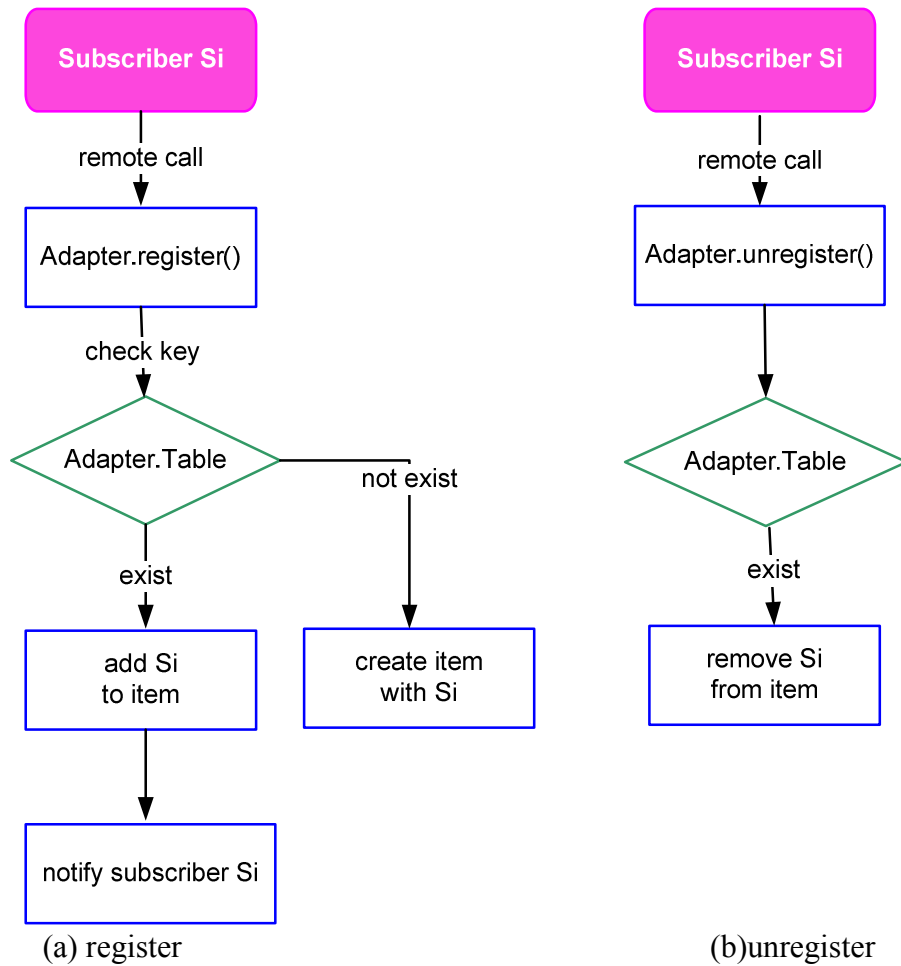 Subscriber Si
remote call
Adapter.register()
check key
Adapter.Table
not exist
exist
add Si
to item
create item
with Si
notify subscriber Si
(a) register
Subscriber Si
remote call
Adapter.unregister()
Adapter.Table
exist
remove Si
from item
(b)unregister